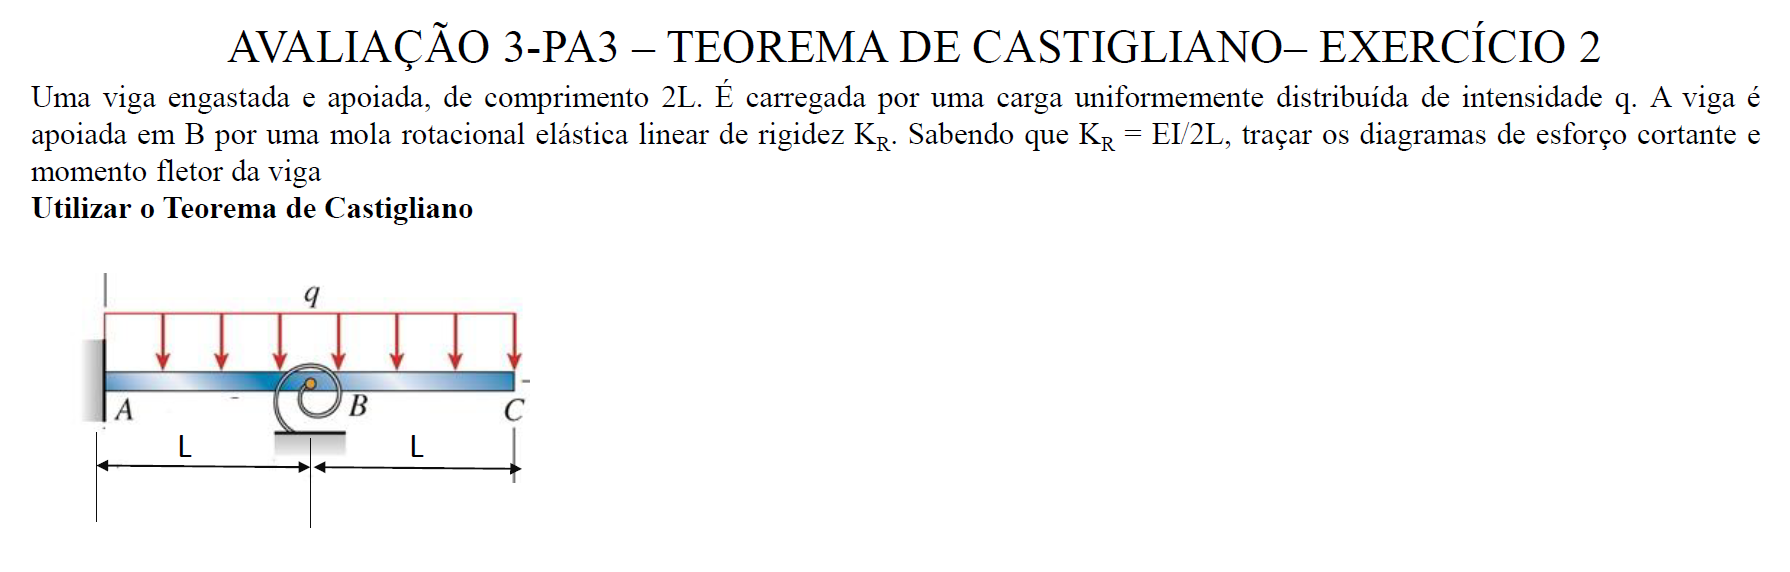 AVALIAÇÃO 3-PA3 – TEOREMA DE CASTIGLIANO– EXERCÍCIO 2
Uma viga engastada e apoiada, de comprimento 2L. É carregada por uma carga uniformemente distribuída de intensidade q. A viga é
apoiada em B por uma mola rotacional elástica linear de rigidez KR. Sabendo que KR = EI/2L, traçar os diagramas de esforço cortante e
momento fletor da viga
Utilizar o Teorema de Castigliano
q
A
B
C
L
L